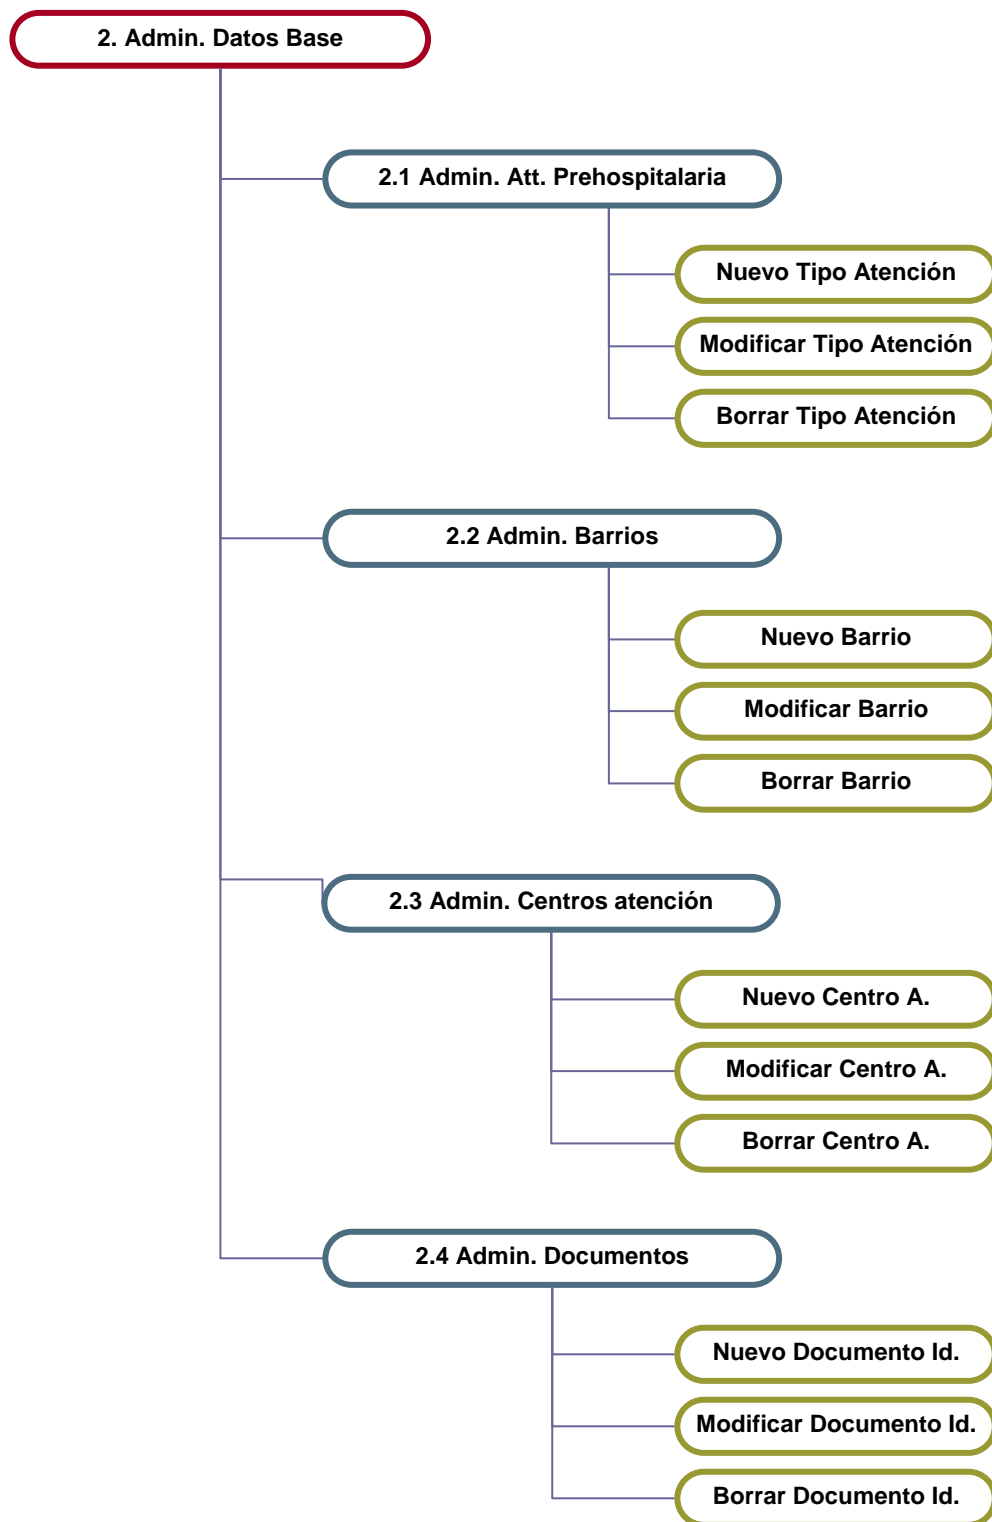 2. Admin. Datos Base
2.1 Admin. Att. Prehospitalaria
Nuevo Tipo Atención
Modificar Tipo Atención
Borrar Tipo Atención
2.2 Admin. Barrios
Nuevo Barrio
Modificar Barrio
Borrar Barrio
2.3 Admin. Centros atención
Nuevo Centro A.
Modificar Centro A.
Borrar Centro A.
2.4 Admin. Documentos
Nuevo Documento Id.
Modificar Documento Id.
Borrar Documento Id.